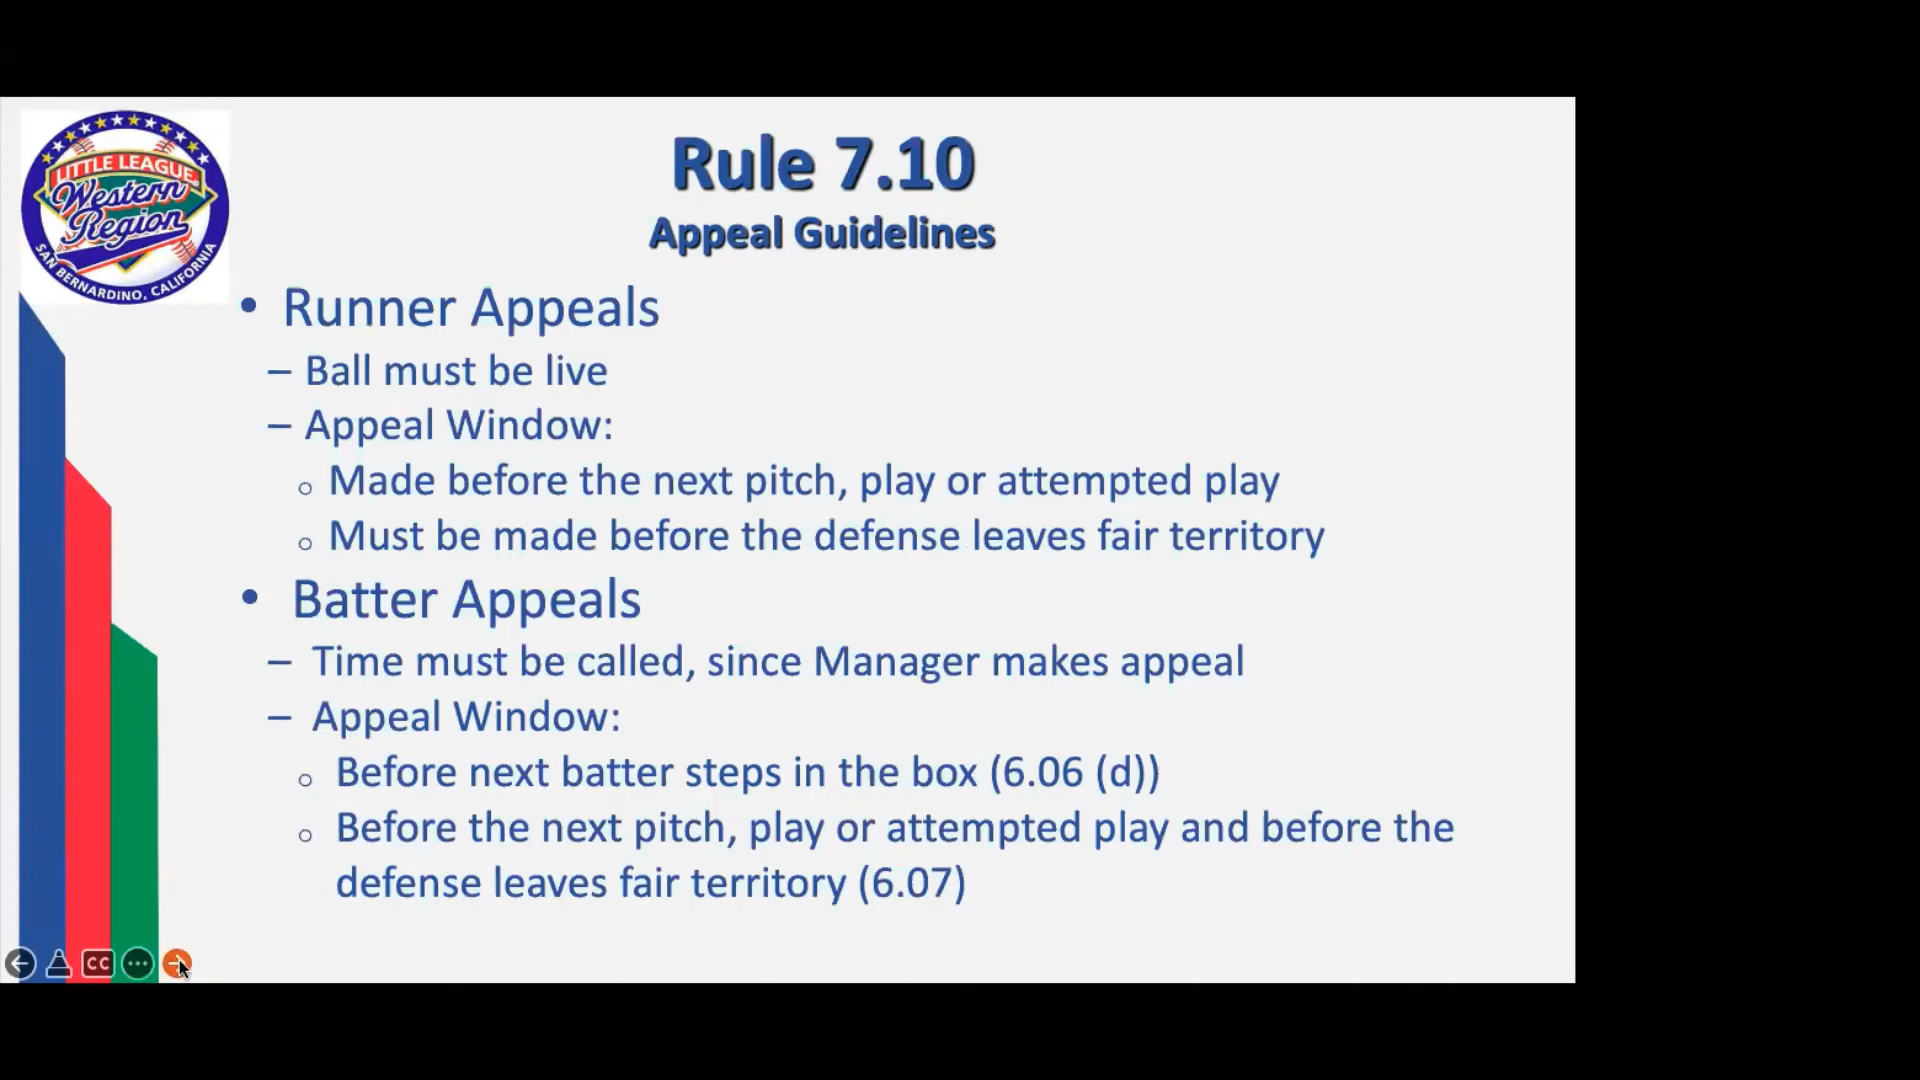 LITTLE LEAGUE
Western
Region
SAN BERNARDINO, CALIFORNIA
Rule 7.10
Appeal Guidelines
• Runner Appeals
– Ball must be live
– Appeal Window:
o Made before the next pitch, play or attempted play
o Must be made before the defense leaves fair territory
• Batter Appeals
– Time must be called, since Manager makes appeal
– Appeal Window:
o Before next batter steps in the box (6.06 (d))
o Before the next pitch, play or attempted play and before the
defense leaves fair territory (6.07)
CC